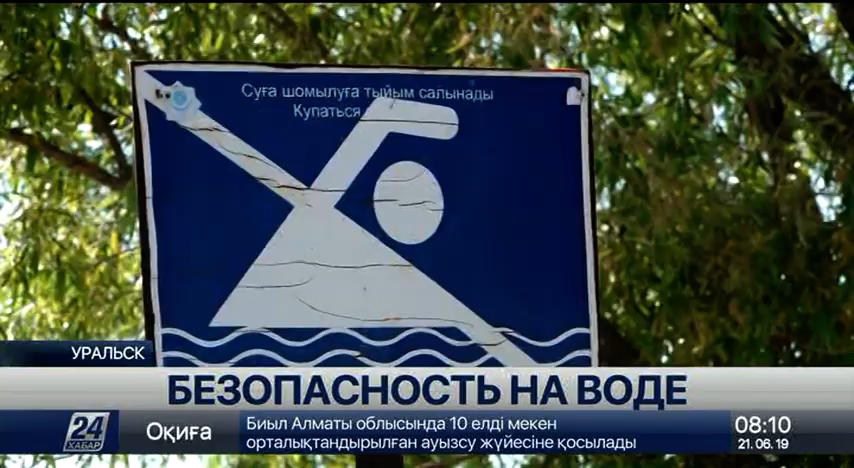 Суға шомылуға тыйым салынады
Купаться
УРАЛЬСК
БЕЗОПАСНОСТЬ НА ВОДЕ
24
ХАБАР
Оқиға
Биыл Алматы облысында 10 елді мекен
орталықтандырылған ауызсу жүйесіне қосылады
08:10
21.06.19